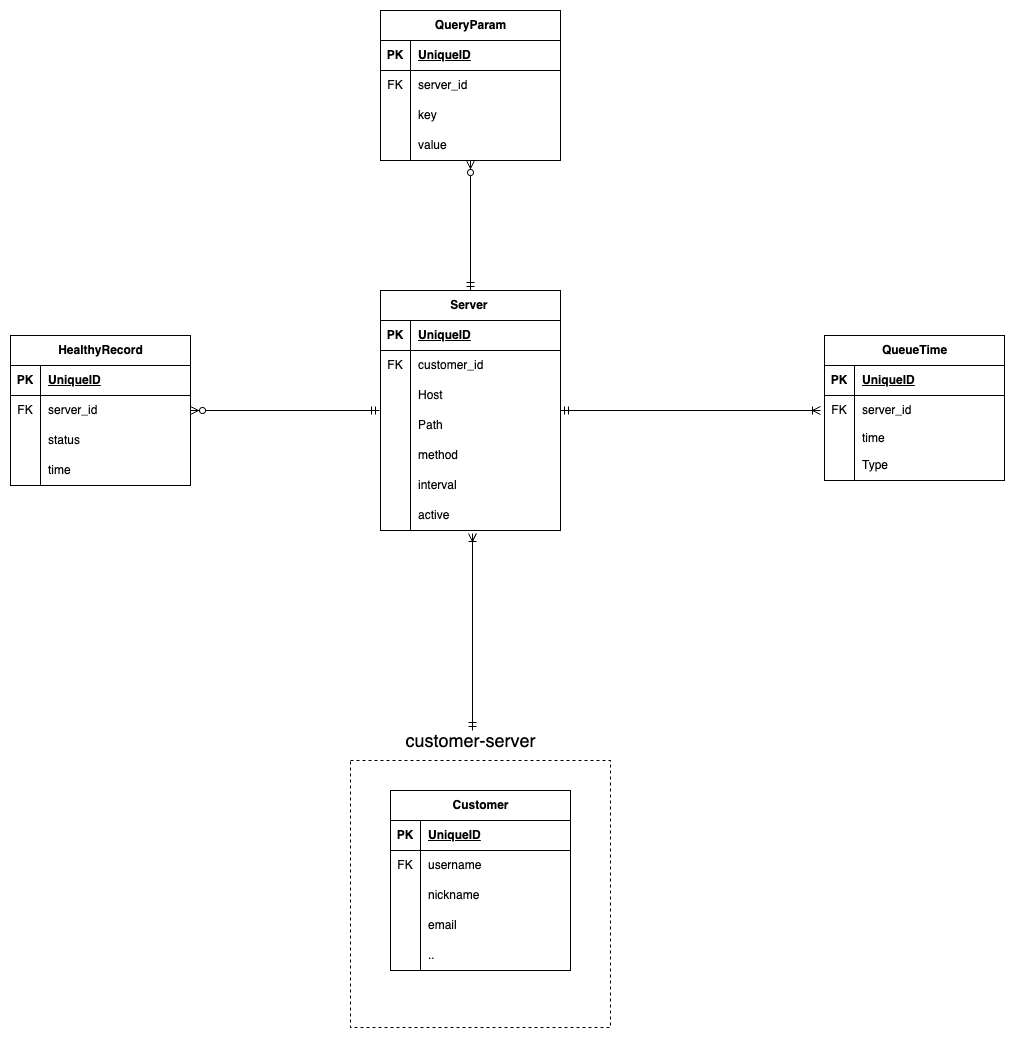 QueryParam
PK UniqueID
FK server_id
key
value
Server
PK UniqueID
FK customer_id
Host
Path
method
interval
active
HealthyRecord
PK UniqueID
FK server_id
status
time
QueueTime
PK UniqueID
FK server_id
time
Type
customer-server
Customer
PK UniqueID
FK username
nickname
email
..